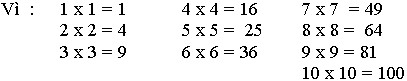 Vì : 1 x 1 = 1 4 x 4 = 16 7 x 7 = 49
2 x 2 = 4 5 x 5 = 25 8 x 8 = 64
3 x 3 = 9 6 x 6 = 36 9 x 9 = 81
10 x 10 = 100